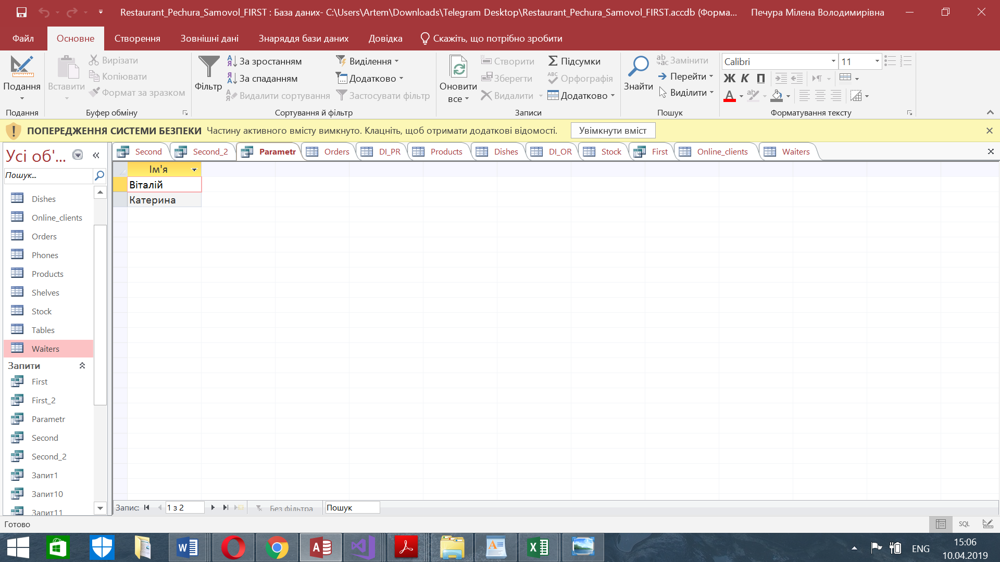 Restaurant_Pechura_Samovol_FIRST : База даних- C:\Users\Artem\Downloads\Telegram Desktop\Restaurant_Pechura_Samovol_FIRST.accdb (Форма...
Печура Мілена Володимирівна
Файл Основне Створення Зовнішні дані Знаряддя бази даних Довідка Скажіть, що потрібно зробити
Подання
Подання
Вставити
Вирізати
Копіювати
Формат за зразком
Буфер обміну
Фільтр
За зростанням
За спаданням
Видалити сортування
Виділення
Додатково
Застосувати фільтр
Сортування й фільтр
Оновити
все
Створити
Зберегти
Видалити
Підсумки
Орфографія
Додатково
Записи
Знайти
Замінити
Перейти
Виділити
Пошук
Calibri 11
Ж К П
Форматування тексту
ПОПЕРЕДЖЕННЯ СИСТЕМИ БЕЗПЕКИ Частину активного вмісту вимкнуто. Клацніть, щоб отримати додаткові відомості. Увімкнути вміст
Усі об'...
Пошук...
Dishes
Online_clients
Orders
Phones
Products
Shelves
Stock
Tables
Waiters
Запити
First
First_2
Parametr
Second
Second_2
Запит1
Запит10
Запит11
Second Second_2 Parametr Orders DI_PR Products Dishes DI_OR Stock First Online_clients Waiters
Ім'я
Віталій
Катерина
Запис: 1 з 2 Без фільтра Пошук
Готово
SQL
ENG
15:06
10.04.2019